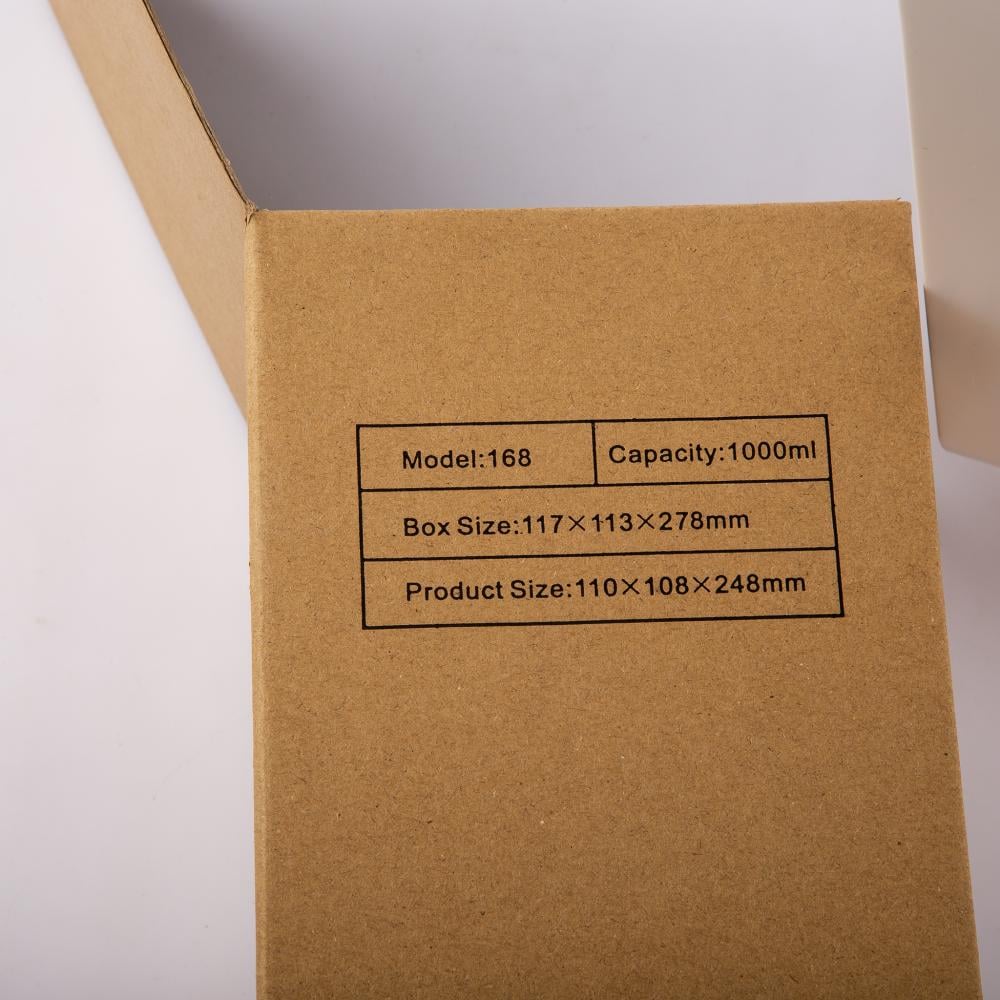 Model:168 Capacity:1000ml
Box Size:117×113×278mm
Product Size:110×108×248mm